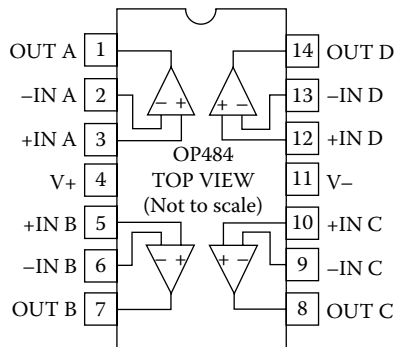 OUT A 1 14 OUT D
–IN A 2 13 –IN D
– + + –
+IN A 3 12 +IN D
OP484
V+ 4 TOP VIEW 11 V–
(Not to scale)
+IN B 5 10 +IN C
–IN B 6 – + + – 9 –IN C
OUT B 7 8 OUT C